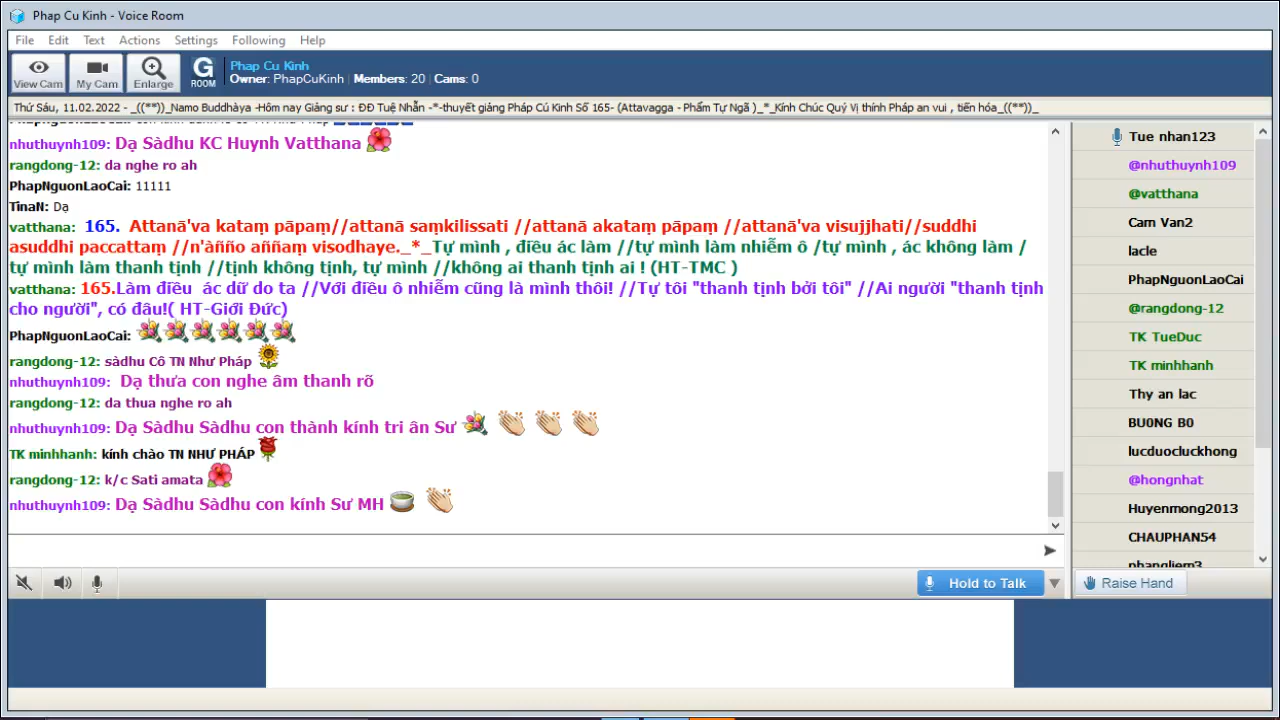 Phap Cu Kinh - Voice Room
File Edit Text Actions Settings Following Help
View Cam My Cam Enlarge G ROOM
Phap Cu Kinh
Owner: PhapCuKinh | Members: 20 | Cams: 0
Thứ Sáu, 11.02.2022 - _((**))_Namo Buddhàya -Hôm nay Giảng sư : ĐĐ Tuệ Nhẫn -*-thuyết giảng Pháp Cú Kinh Số 165- (Attavagga - Phẩm Tự Ngã )_*_Kính Chúc Quý Vị thính Pháp an vui , tiến hóa_((**))_
nhuthuynh109: Dạ Sàdhu KC Huynh Vatthana
rangdong-12: da nghe ro ah
PhapNguonLaoCai: 11111
TinaN: Dạ
vatthana: 165. Attanā'va kataṃ pāpaṃ//attanā saṃkilissati //attanā akataṃ pāpaṃ //attanā'va visujjhati//suddhi
asuddhi paccattaṃ //n'àñño aññaṃ visodhaye._*_Tự mình , điều ác làm //tự mình làm nhiễm ô /tự mình , ác không làm /
tự mình làm thanh tịnh //tịnh không tịnh, tự mình //không ai thanh tịnh ai ! (HT-TMC )
vatthana: 165.Làm điều ác dữ do ta //Với điều ô nhiễm cũng là mình thôi! //Tự tôi "thanh tịnh bởi tôi" //Ai người "thanh tịnh
cho người", có đâu!( HT-Giới Đức)
PhapNguonLaoCai:
rangdong-12: sàdhu Cô TN Như Pháp
nhuthuynh109: Dạ thưa con nghe âm thanh rõ
rangdong-12: da thua nghe ro ah
nhuthuynh109: Dạ Sàdhu Sàdhu con thành kính tri ân Sư
TK minhhanh: kính chào TN NHƯ PHÁP
rangdong-12: k/c Sati amata
nhuthuynh109: Dạ Sàdhu Sàdhu con kính Sư MH
Hold to Talk
Tue nhan123
@nhuthuynh109
@vatthana
Cam Van2
lacle
PhapNguonLaoCai
@rangdong-12
TK TueDuc
TK minhhanh
Thy an lac
BU0NG B0
lucduocluckhong
@hongnhat
Huyenmong2013
CHAUPHAN54
phangliem3
Raise Hand